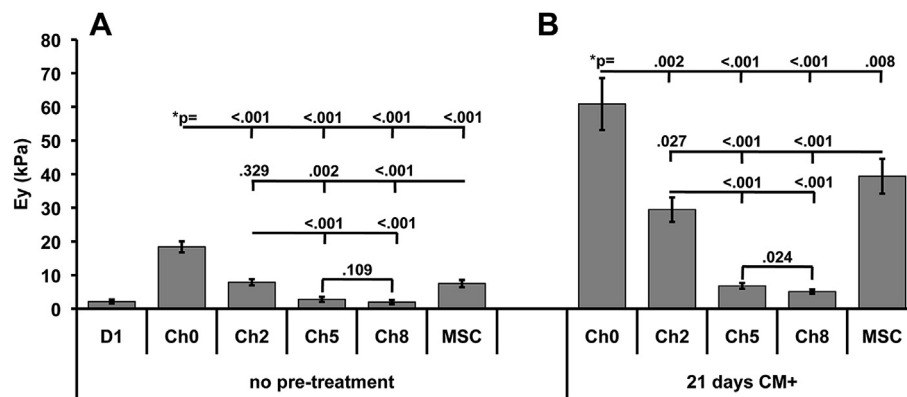 A B
80
70
60
50
40
30
20
10
0
Ey (kPa)
*p= <.001 <.001 <.001 <.001
.329 .002 <.001
<.001 <.001
.109
*p= .002 <.001 <.001 .008
.027 <.001 <.001
<.001 <.001
.024
D1 Ch0 Ch2 Ch5 Ch8 MSC Ch0 Ch2 Ch5 Ch8 MSC
no pre-treatment 21 days CM+